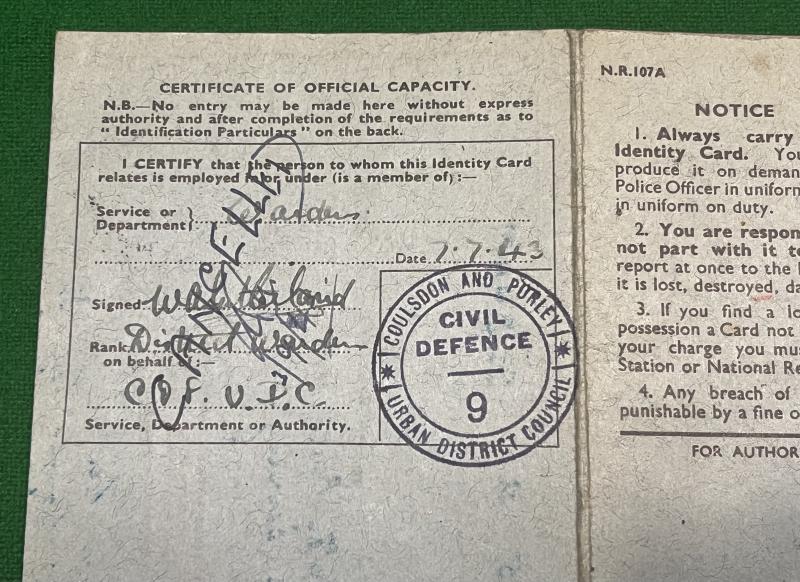 CERTIFICATE OF OFFICIAL CAPACITY.
N.B.—No entry may be made here without express
authority and after completion of the requirements as to
“ Identification Particulars ” on the back.
I CERTIFY that the person to whom this Identity Card
relates is employed in or under (is a member of) :—
Service or
Department
Wardens.
Date 7.7.43
Signed
Rank District Warden
on behalf of :—
C & P. U.D.C
Service, Department or Authority.
CANCELLED
COULSDON AND PURLEY
URBAN DISTRICT COUNCIL
CIVIL
DEFENCE
9
N.R.107A
NOTICE
1. Always carry
Identity Card. You
produce it on deman
Police Officer in uniform
in uniform on duty.
2. You are respon
not part with it to
report at once to the
it is lost, destroyed, da
3. If you find a lo
possession a Card not
your charge you mus
Station or National Re
4. Any breach of
punishable by a fine o
FOR AUTHOR